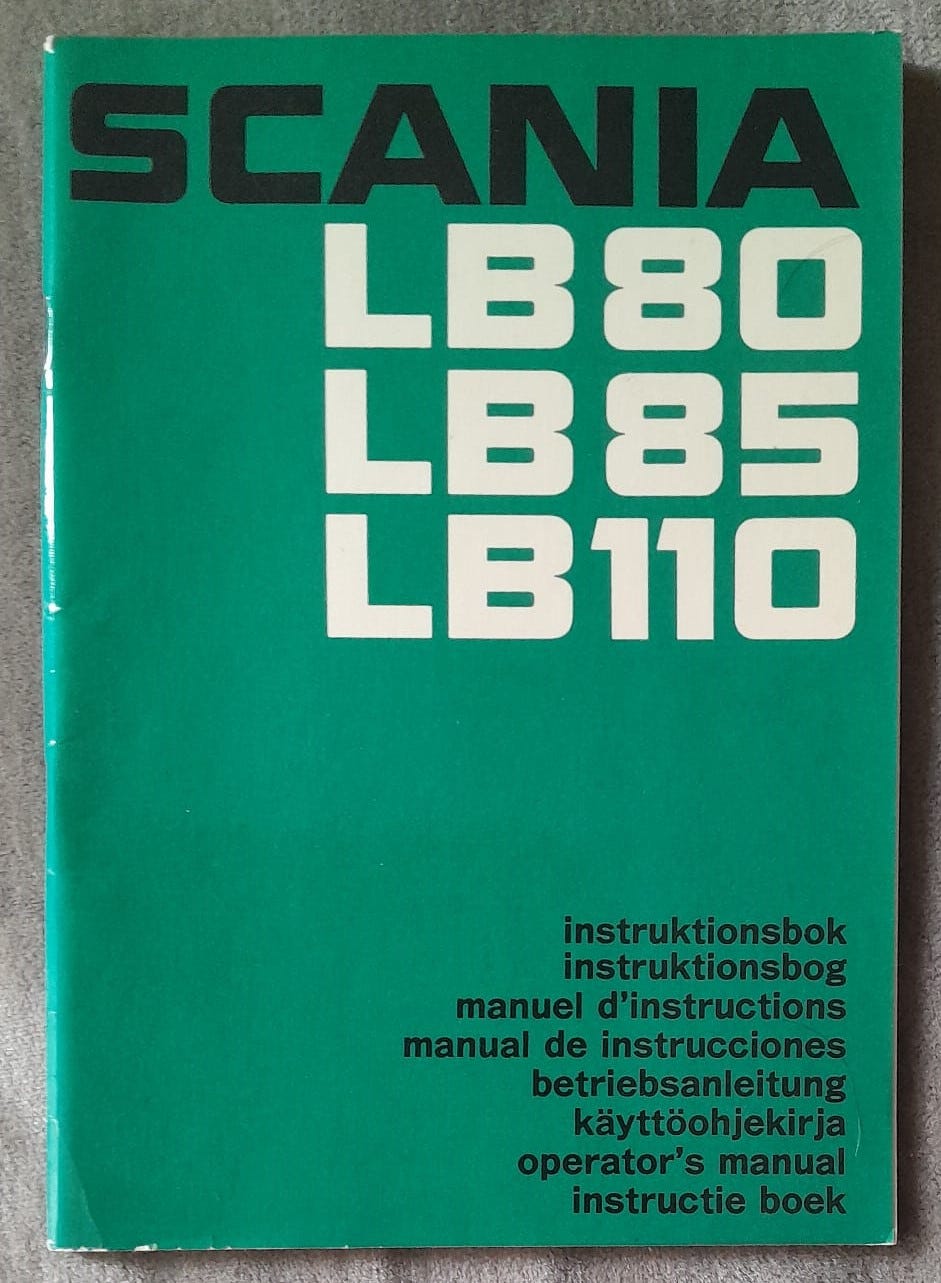 SCANIA
LB80
LB85
LB110
instruktionsbok
instruktionsbog
manuel d'instructions
manual de instrucciones
betriebsanleitung
käyttöohjekirja
operator's manual
instructie boek